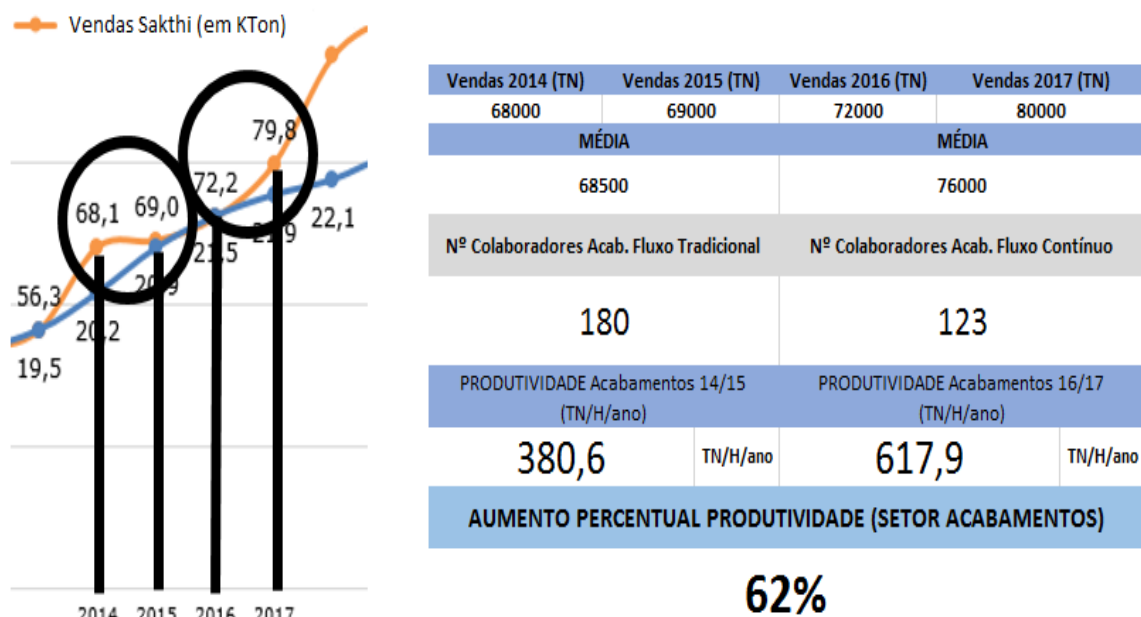 Vendas Sakthi (em KTon)
79,8
72,2
68,1 69,0
21,5 21,9 22,1
56,3
20,9
20,2
19,5
2014 2015 2016 2017
Vendas 2014 (TN) Vendas 2015 (TN) Vendas 2016 (TN) Vendas 2017 (TN)
68000 69000 72000 80000
MÉDIA MÉDIA
68500 76000
Nº Colaboradores Acab. Fluxo Tradicional Nº Colaboradores Acab. Fluxo Contínuo
180 123
PRODUTIVIDADE Acabamentos 14/15 PRODUTIVIDADE Acabamentos 16/17
(TN/H/ano) (TN/H/ano)
380,6 TN/H/ano 617,9 TN/H/ano
AUMENTO PERCENTUAL PRODUTIVIDADE (SETOR ACABAMENTOS)
62%